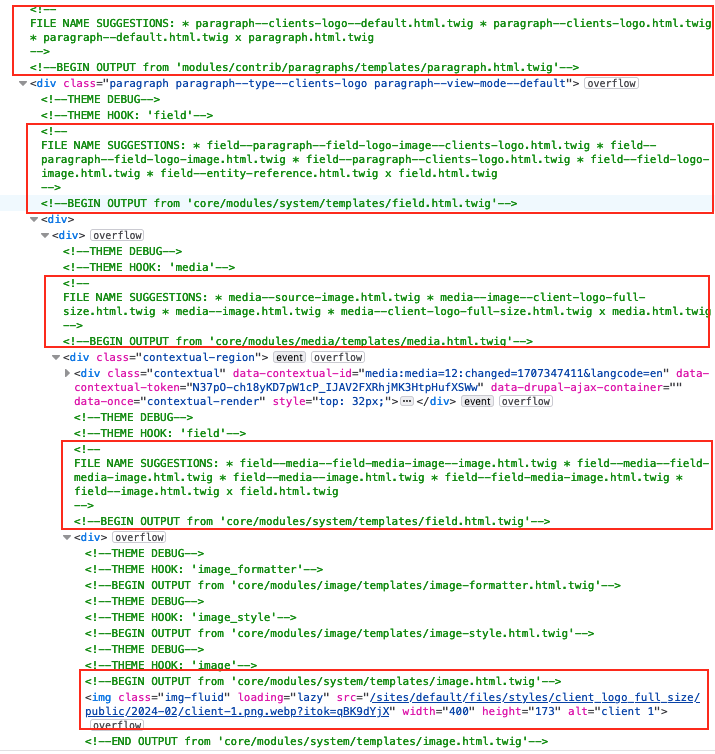 <!--
FILE NAME SUGGESTIONS: * paragraph--clients-logo--default.html.twig * paragraph--clients-logo.html.twig
* paragraph--default.html.twig x paragraph.html.twig
-->
<!--BEGIN OUTPUT from 'modules/contrib/paragraphs/templates/paragraph.html.twig'-->
<div class="paragraph paragraph--type--clients-logo paragraph--view-mode--default"> overflow
<!--THEME DEBUG-->
<!--THEME HOOK: 'field'-->
<!--
FILE NAME SUGGESTIONS: * field--paragraph--field-logo-image--clients-logo.html.twig * field--
paragraph--field-logo-image.html.twig * field--paragraph--clients-logo.html.twig * field--field-logo-
image.html.twig * field--entity-reference.html.twig x field.html.twig
-->
<!--BEGIN OUTPUT from 'core/modules/system/templates/field.html.twig'-->
<div>
<div> overflow
<!--THEME DEBUG-->
<!--THEME HOOK: 'media'-->
<!--
FILE NAME SUGGESTIONS: * media--source-image.html.twig * media--image--client-logo-full-
size.html.twig * media--image.html.twig * media--client-logo-full-size.html.twig x media.html.twig
-->
<!--BEGIN OUTPUT from 'core/modules/media/templates/media.html.twig'-->
<div class="contextual-region"> event overflow
<div class="contextual" data-contextual-id="media:media=12:changed=1707347411&langcode=en" data-
contextual-token="N37pO-ch18yKD7pW1cP_IJAV2FXRhjMK3HtpHufXSWw" data-drupal-ajax-container=""
data-once="contextual-render" style="top: 32px;"> ••• </div> event overflow
<!--THEME DEBUG-->
<!--THEME HOOK: 'field'-->
<!--
FILE NAME SUGGESTIONS: * field--media--field-media-image--image.html.twig * field--media--field-
media-image.html.twig * field--media--image.html.twig * field--field-media-image.html.twig *
field--image.html.twig x field.html.twig
-->
<!--BEGIN OUTPUT from 'core/modules/system/templates/field.html.twig'-->
<div> overflow
<!--THEME DEBUG-->
<!--THEME HOOK: 'image_formatter'-->
<!--BEGIN OUTPUT from 'core/modules/image/templates/image-formatter.html.twig'-->
<!--THEME DEBUG-->
<!--THEME HOOK: 'image_style'-->
<!--BEGIN OUTPUT from 'core/modules/image/templates/image-style.html.twig'-->
<!--THEME DEBUG-->
<!--THEME HOOK: 'image'-->
<!--BEGIN OUTPUT from 'core/modules/system/templates/image.html.twig'-->
<img class="img-fluid" loading="lazy" src="/sites/default/files/styles/client_logo_full_size/
public/2024-02/client-1.png.webp?itok=qBK9dYjX" width="400" height="173" alt="client 1">
overflow
<!--END OUTPUT from 'core/modules/system/templates/image.html.twig'-->